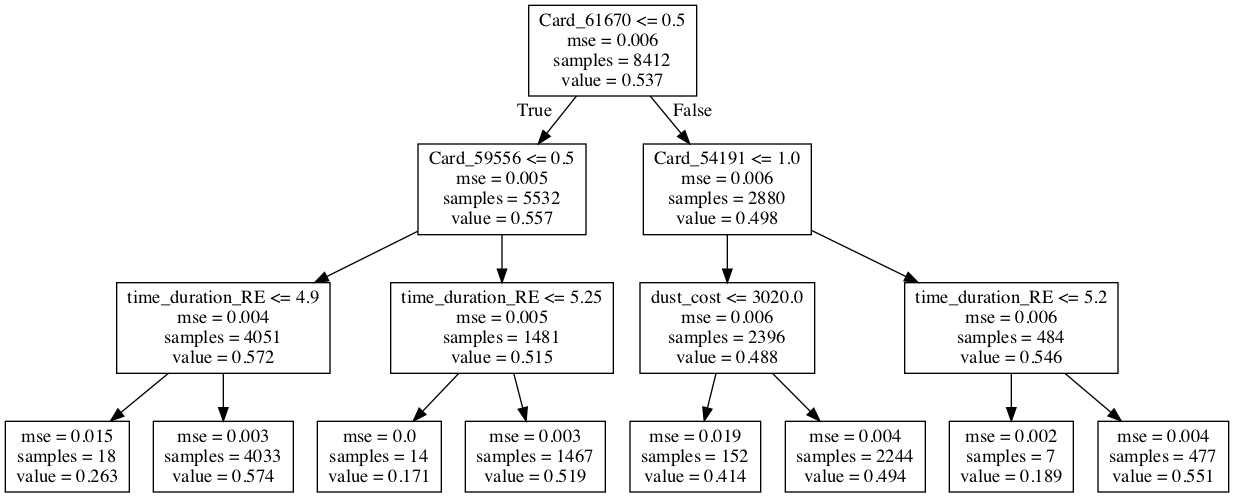 Card_61670 <= 0.5
mse = 0.006
samples = 8412
value = 0.537
True
False
Card_59556 <= 0.5
mse = 0.005
samples = 5532
value = 0.557
Card_54191 <= 1.0
mse = 0.006
samples = 2880
value = 0.498
time_duration_RE <= 4.9
mse = 0.004
samples = 4051
value = 0.572
time_duration_RE <= 5.25
mse = 0.005
samples = 1481
value = 0.515
dust_cost <= 3020.0
mse = 0.006
samples = 2396
value = 0.488
time_duration_RE <= 5.2
mse = 0.006
samples = 484
value = 0.546
mse = 0.015
samples = 18
value = 0.263
mse = 0.003
samples = 4033
value = 0.574
mse = 0.0
samples = 14
value = 0.171
mse = 0.003
samples = 1467
value = 0.519
mse = 0.019
samples = 152
value = 0.414
mse = 0.004
samples = 2244
value = 0.494
mse = 0.002
samples = 7
value = 0.189
mse = 0.004
samples = 477
value = 0.551